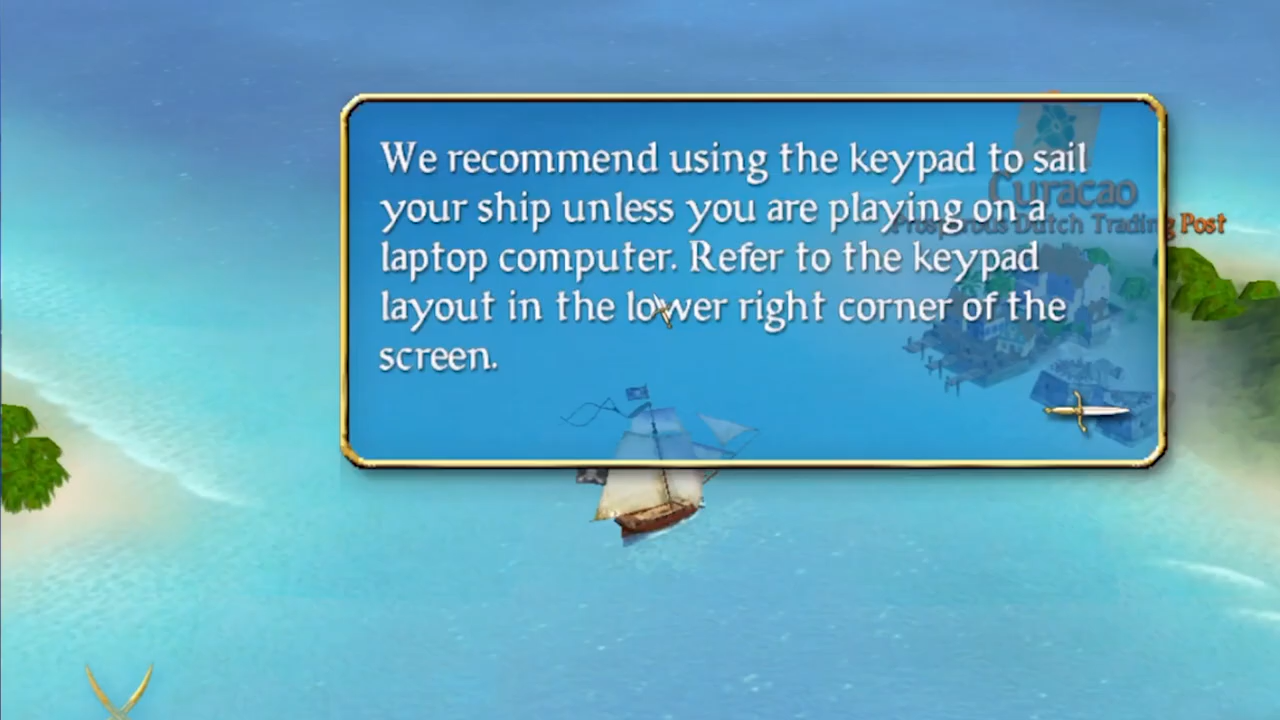 We recommend using the keypad to sail
your ship unless you are playing on a
laptop computer. Refer to the keypad
layout in the lower right corner of the
screen.
Curacao
Prosperous Dutch Trading Post